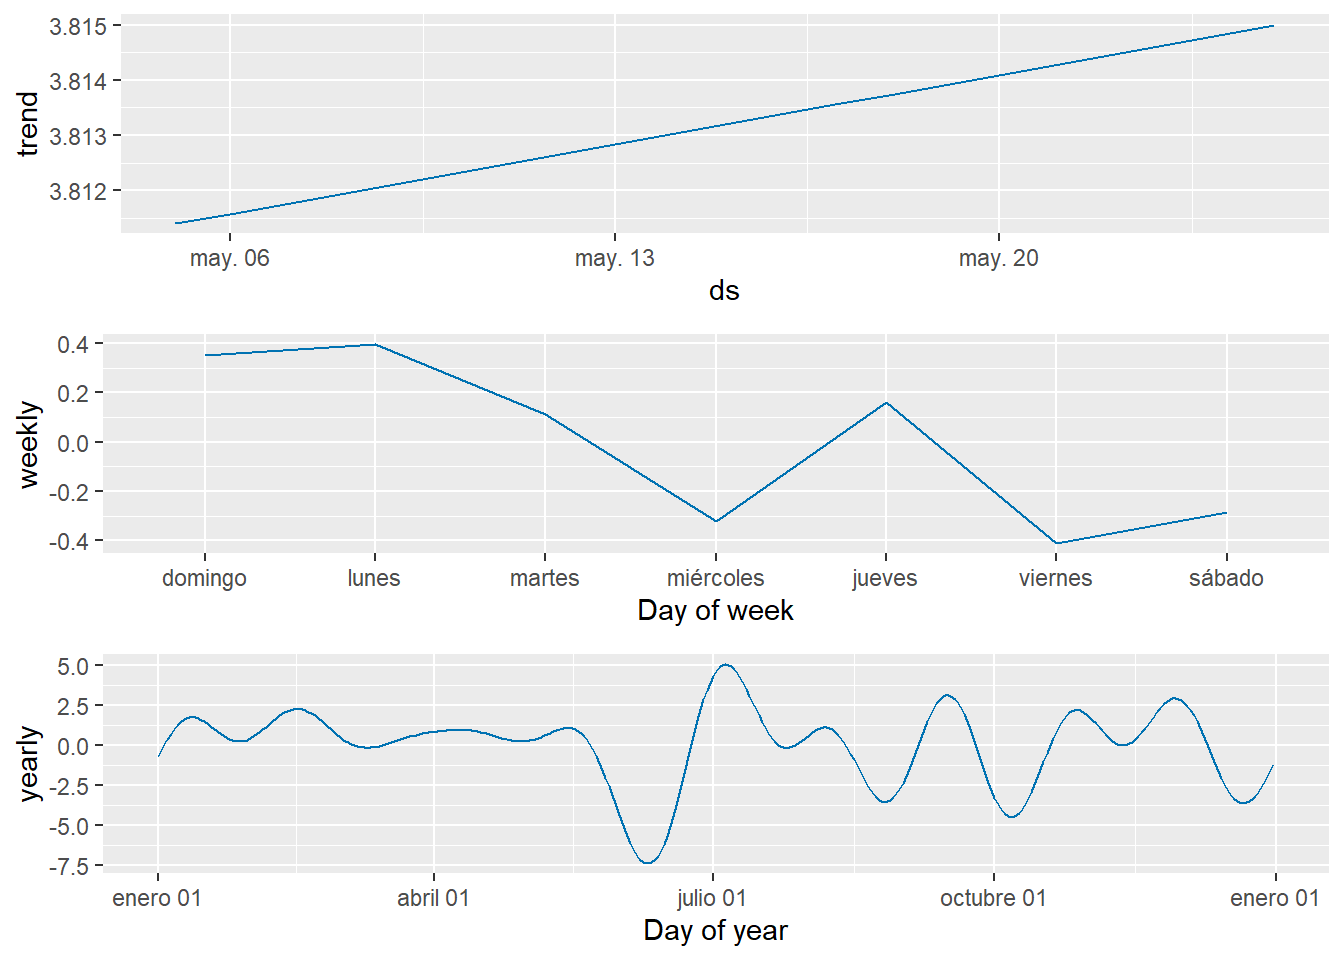 3.815
3.814
3.813
3.812
trend
may. 06 may. 13 may. 20
ds
0.4
0.2
0.0
-0.2
-0.4
weekly
domingo lunes martes miércoles jueves viernes sábado
Day of week
5.0
2.5
0.0
-2.5
-5.0
-7.5
yearly
enero 01 abril 01 julio 01 octubre 01 enero 01
Day of year